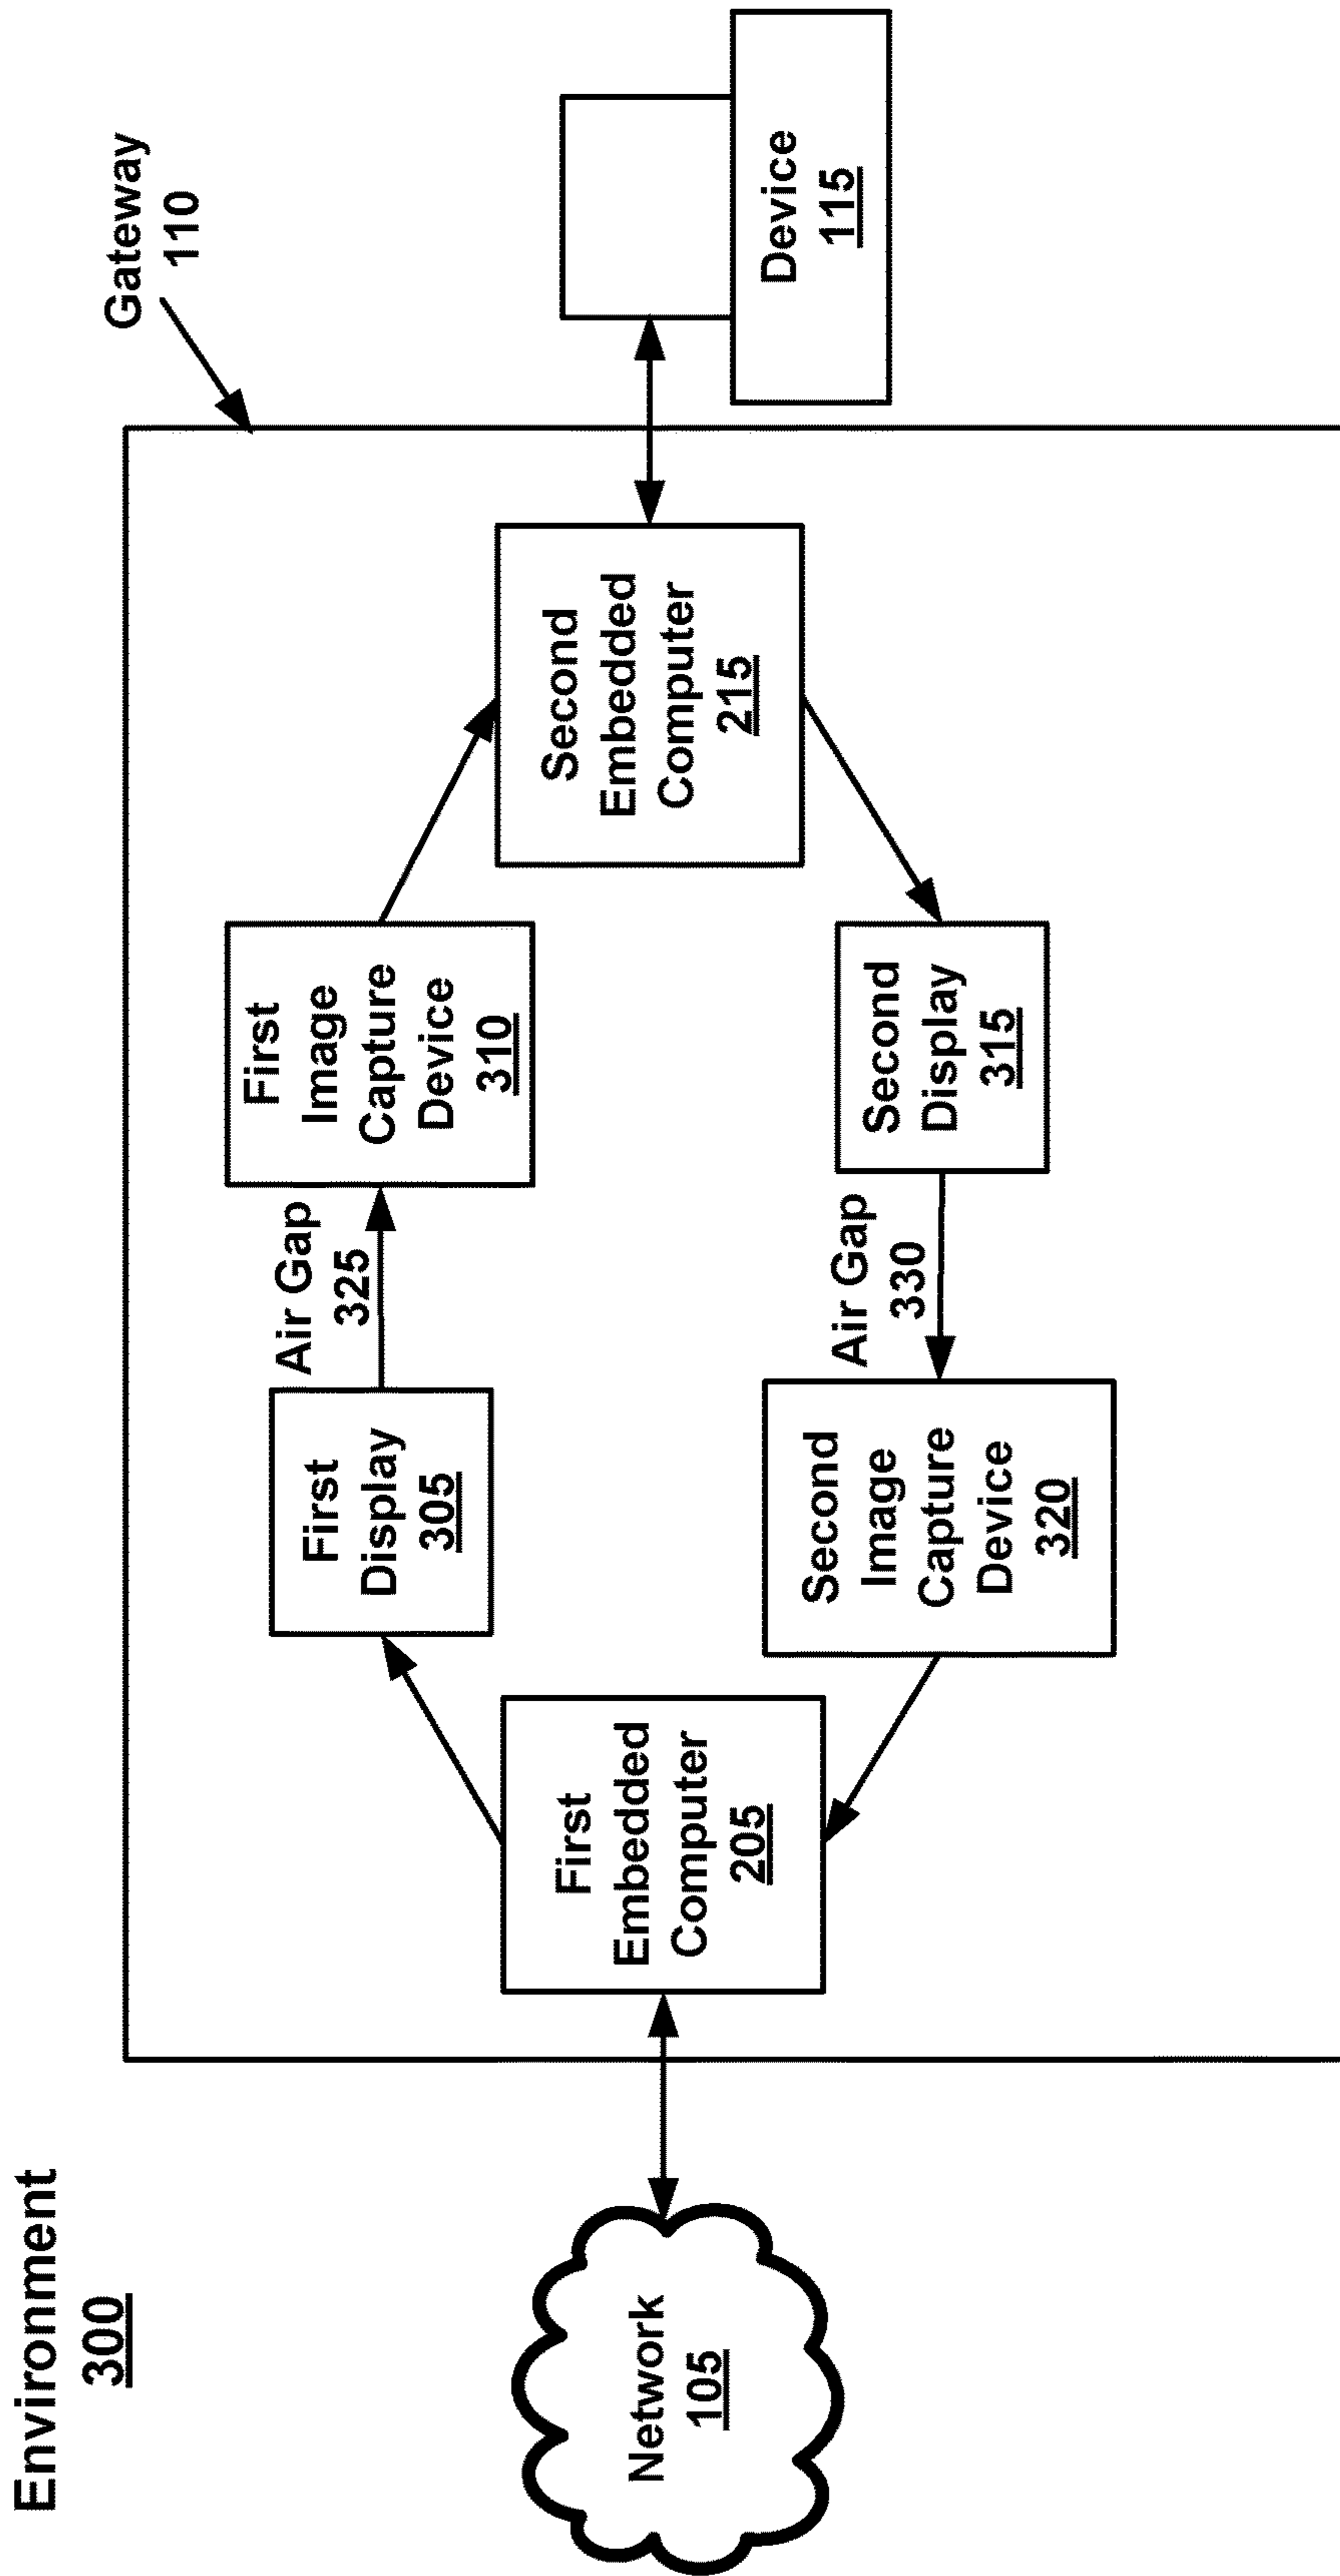 Environment
300
Gateway
110
Network
105
First
Embedded
Computer
205
First
Display
305
Air Gap
325
First
Image
Capture
Device
310
Second
Embedded
Computer
215
Device
115
Second
Display
315
Air Gap
330
Second
Image
Capture
Device
320